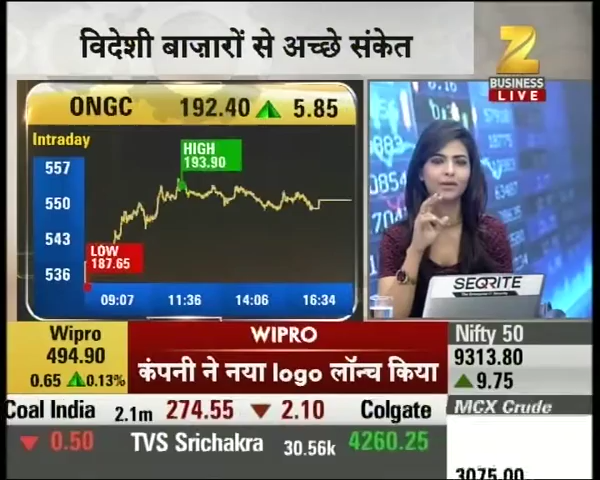 विदेशी बाज़ारों से अच्छे संकेत
Z
BUSINESS
LIVE
ONGC 192.40 5.85
Intraday
557
550
543
536
HIGH
193.90
LOW
187.65
09:07 11:36 14:06 16:34
SEQRITE
Wipro
494.90
0.65 0.13%
WIPRO
कंपनी ने नया logo लॉन्च किया
Nifty 50
9313.80
9.75
Coal India 2.1m 274.55 2.10 Colgate
MCX Crude
0.50 TVS Srichakra 30.56k 4260.25
3075.00